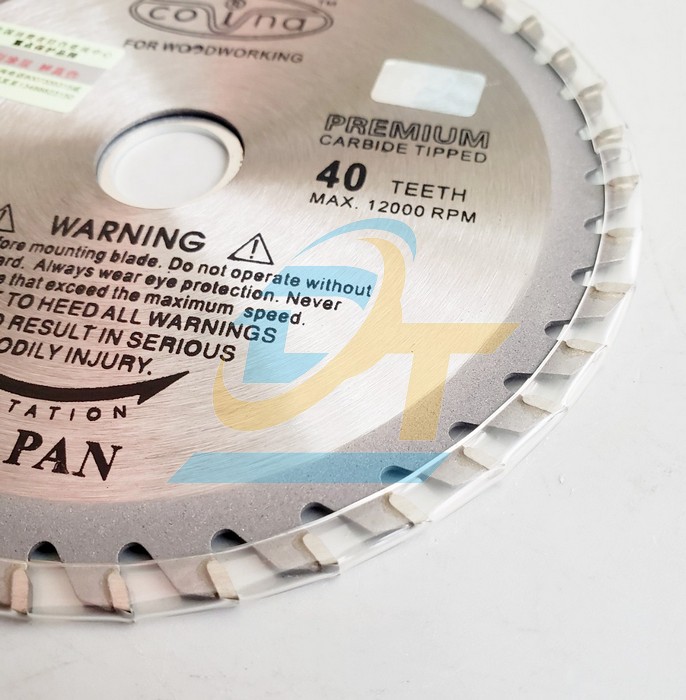 covina
TM
FOR WOODWORKING
PREMIUM
CARBIDE TIPPED
40 TEETH
MAX. 12000 RPM
WARNING
fore mounting blade. Do not operate without
ard. Always wear eye protection. Never
e that exceed the maximum speed.
TO HEED ALL WARNINGS
RESULT IN SERIOUS
ODILY INJURY.
TATION
PAN
DT